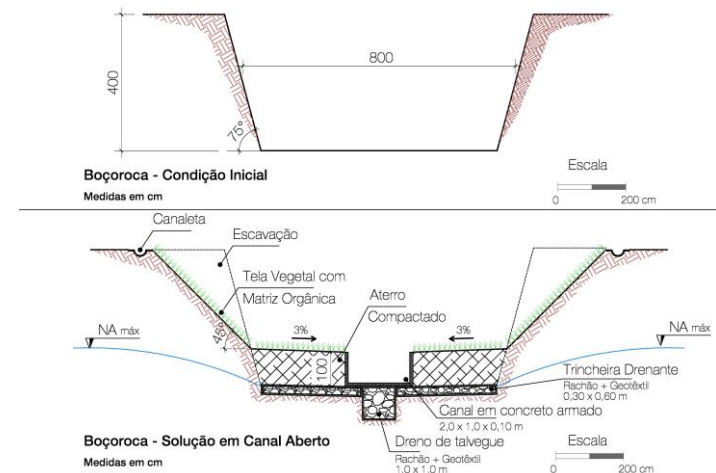 800
400
75º
Boçoroca - Condição Inicial
Medidas em cm
Escala
0 200 cm
Canaleta
Escavação
Tela Vegetal com
Matriz Orgânica
Aterro
Compactado
NA máx
NA máx
45º
3%
3%
100
Trincheira Drenante
Rachão + Geotêxtil
0,30 x 0,60 m
Canal em concreto armado
2,0 x 1,0 x 0,10 m
Boçoroca - Solução em Canal Aberto
Medidas em cm
Dreno de talvegue
Rachão + Geotêxtil
1,0 x 1,0 m
Escala
0 200 cm